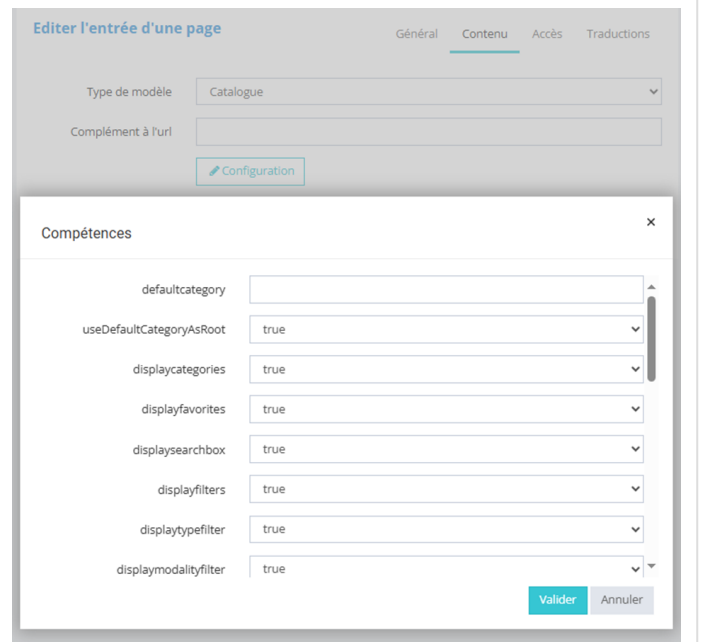 Editer l'entrée d'une page
Général Contenu Accès Traductions
Type de modèle Catalogue
Complément à l'url
Configuration
Compétences ×
defaultcategory
useDefaultCategoryAsRoot true
displaycategories true
displayfavorites true
displaysearchbox true
displayfilters true
displaytypefilter true
displaymodalityfilter true
Valider Annuler